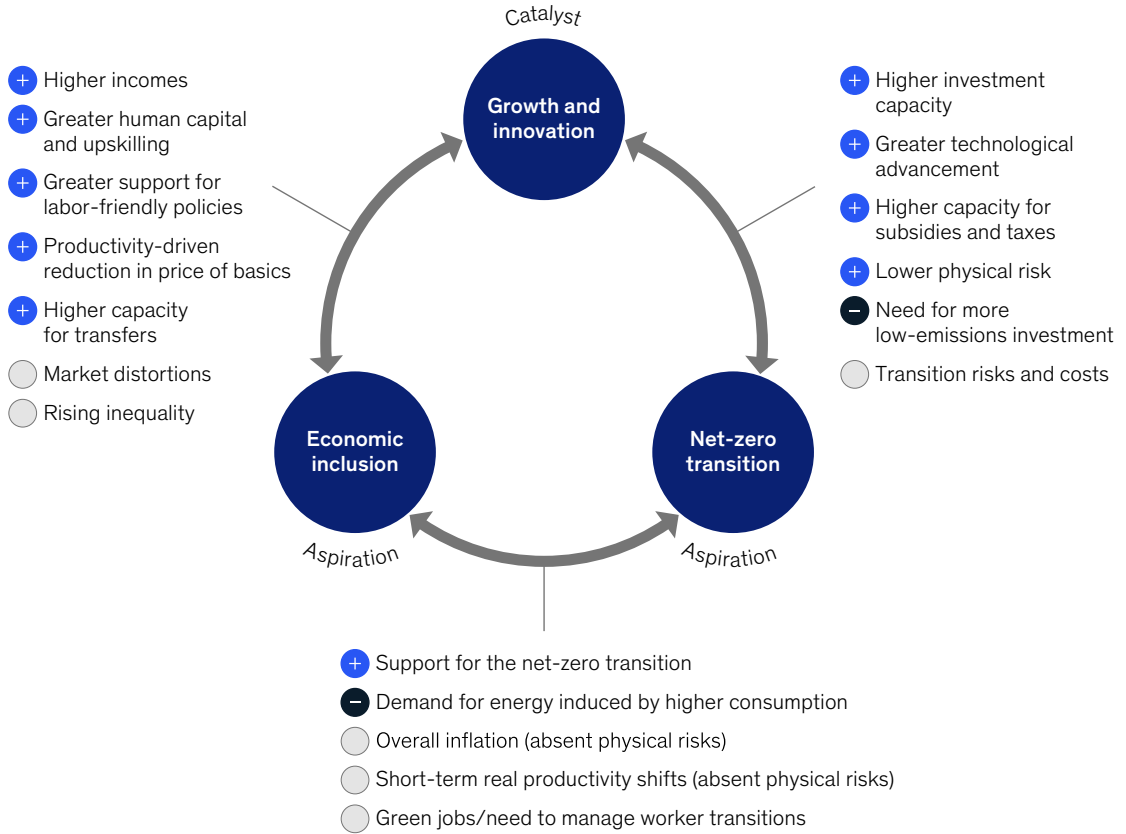 Catalyst
Growth and
innovation
+ Higher incomes
+ Greater human capital
and upskilling
+ Greater support for
labor-friendly policies
+ Productivity-driven
reduction in price of basics
+ Higher capacity
for transfers
Market distortions
Rising inequality
+ Higher investment
capacity
+ Greater technological
advancement
+ Higher capacity for
subsidies and taxes
+ Lower physical risk
− Need for more
low-emissions investment
Transition risks and costs
Economic
inclusion
Aspiration
Net-zero
transition
Aspiration
+ Support for the net-zero transition
− Demand for energy induced by higher consumption
Overall inflation (absent physical risks)
Short-term real productivity shifts (absent physical risks)
Green jobs/need to manage worker transitions